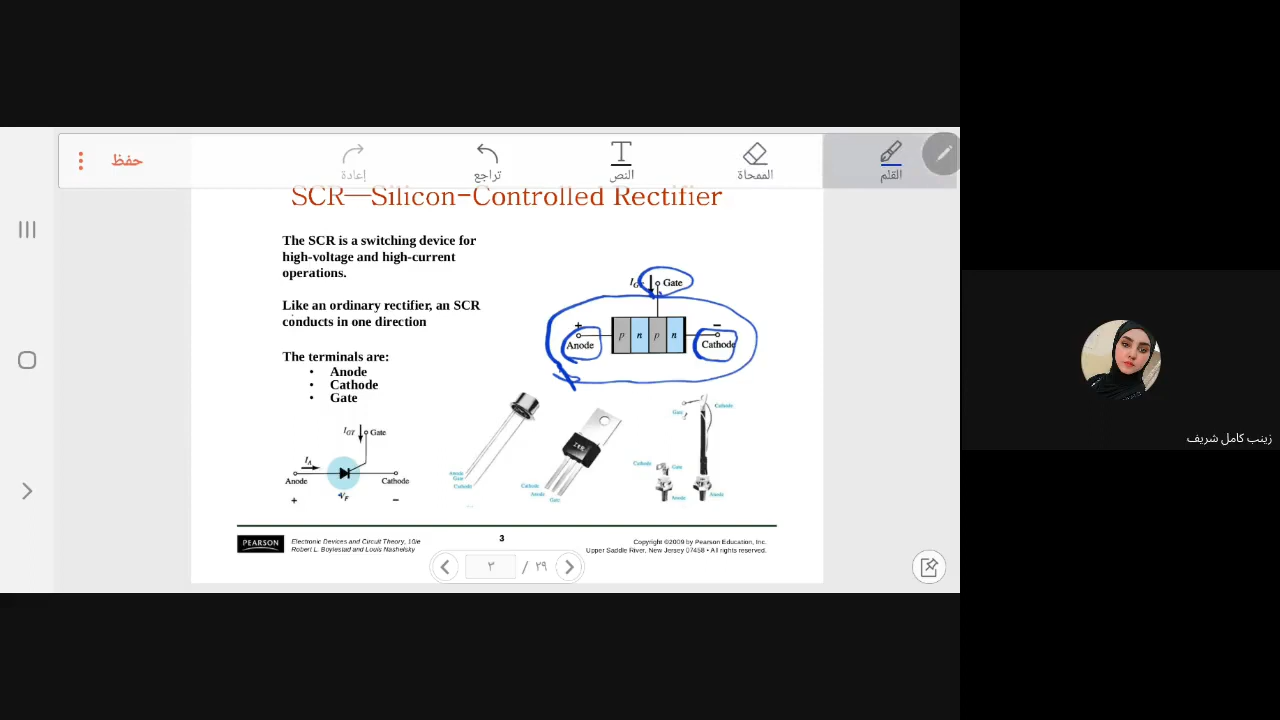 حفظ
إعادة
تراجع
النص
الممحاة
القلم
SCR—Silicon-Controlled Rectifier
The SCR is a switching device for
high-voltage and high-current
operations.
Like an ordinary rectifier, an SCR
conducts in one direction
The terminals are:
• Anode
• Cathode
• Gate
Gate
+
−
p n p n
Anode
Cathode
IGT Gate
IA
Anode
Cathode
+ VF −
Anode
Gate
Cathode
Cathode
Anode
Gate
Gate
Cathode
Cathode
Gate
Anode
Anode
PEARSON
Electronic Devices and Circuit Theory, 10/e
Robert L. Boylestad and Louis Nashelsky
3
Copyright ©2009 by Pearson Education, Inc.
Upper Saddle River, New Jersey 07458 • All rights reserved.
٣ / ٢٩
زينب كامل شريف